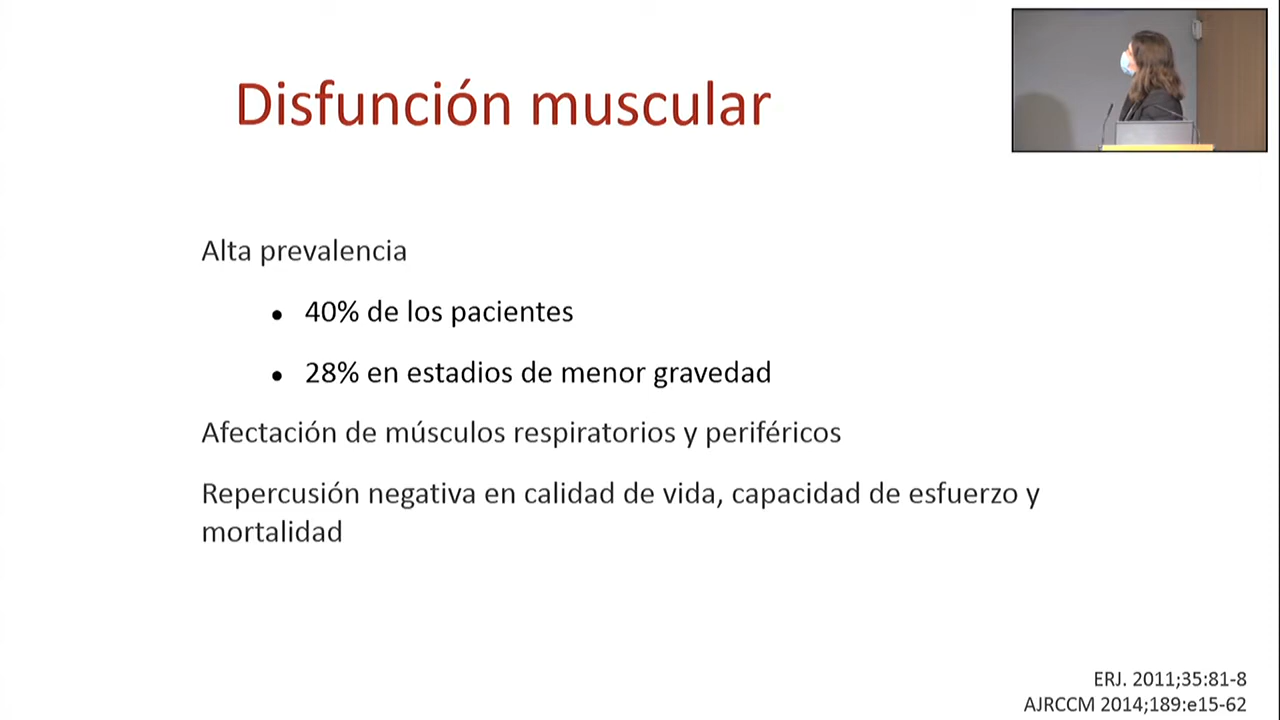 Disfunción muscular
Alta prevalencia
• 40% de los pacientes
• 28% en estadios de menor gravedad
Afectación de músculos respiratorios y periféricos
Repercusión negativa en calidad de vida, capacidad de esfuerzo y
mortalidad
ERJ. 2011;35:81-8
AJRCCM 2014;189:e15-62